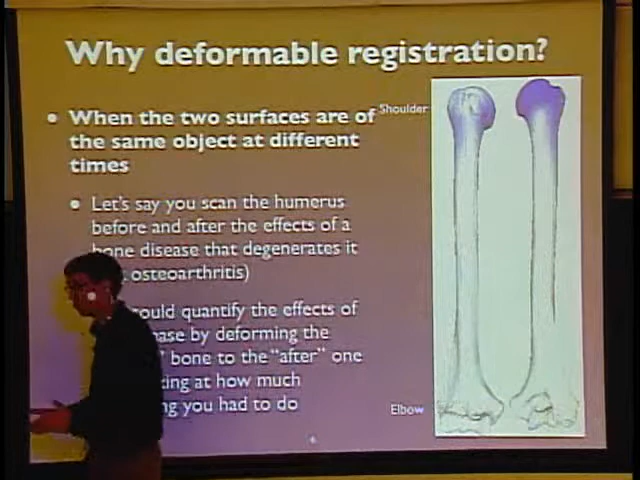 Why deformable registration?
When the two surfaces are of
the same object at different
times
Let's say you scan the humerus
before and after the effects of a
bone disease that degenerates it
osteoarthritis)
ould quantify the effects of
ase by deforming the
bone to the "after" one
ing at how much
g you had to do
Shoulder
Elbow